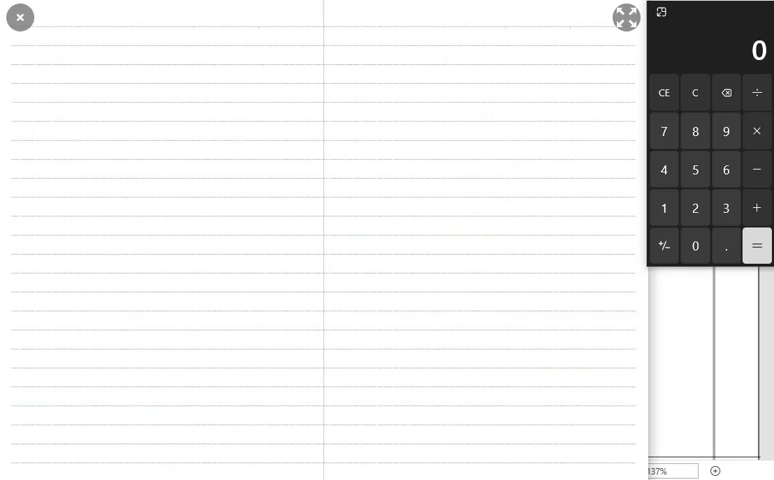 0
CE C ÷
7 8 9 ×
4 5 6 −
1 2 3 +
+/− 0 . =
137%